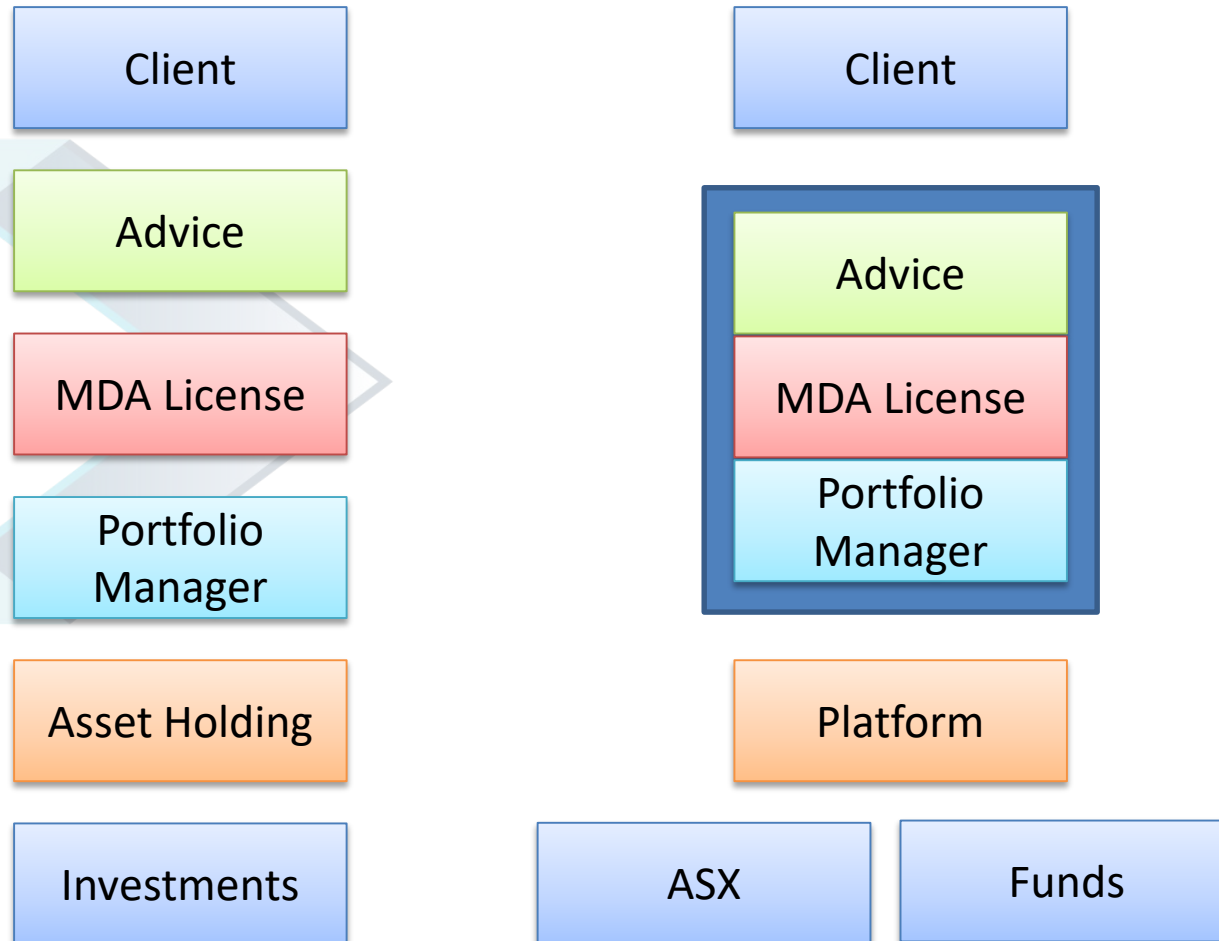 Client
Advice
MDA License
Portfolio
Manager
Asset Holding
Investments
Client
Advice
MDA License
Portfolio
Manager
Platform
ASX
Funds